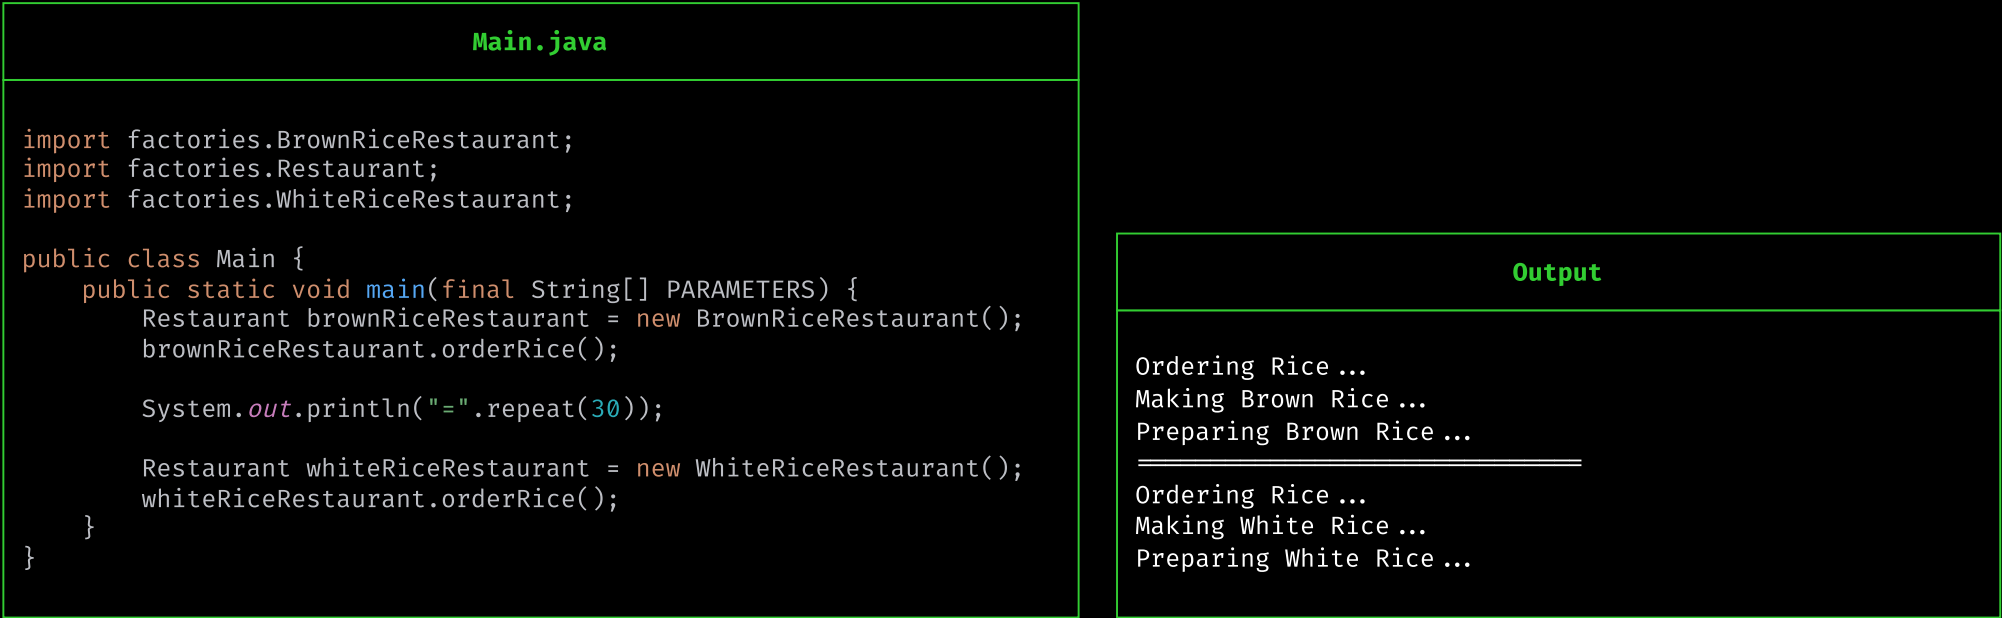 Main.java
import factories.BrownRiceRestaurant;
import factories.Restaurant;
import factories.WhiteRiceRestaurant;
public class Main {
    public static void main(final String[] PARAMETERS) {
        Restaurant brownRiceRestaurant = new BrownRiceRestaurant();
        brownRiceRestaurant.orderRice();
        System.out.println("=".repeat(30));
        Restaurant whiteRiceRestaurant = new WhiteRiceRestaurant();
        whiteRiceRestaurant.orderRice();
    }
}
Output
Ordering Rice...
Making Brown Rice...
Preparing Brown Rice...
==============================
Ordering Rice...
Making White Rice...
Preparing White Rice...